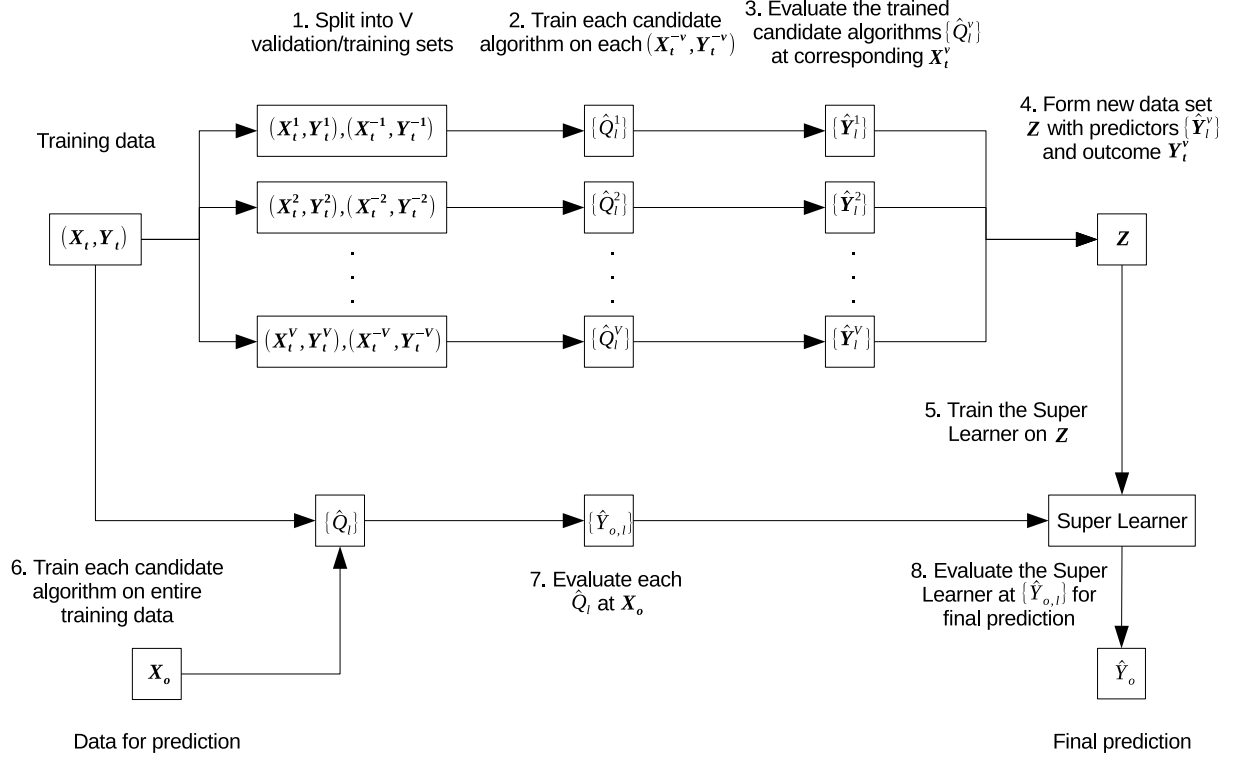 1. Split into V
validation/training sets
2. Train each candidate
algorithm on each (X_t^{-v}, Y_t^{-v})
3. Evaluate the trained
candidate algorithms {Q̂_l^v}
at corresponding X_t^v
4. Form new data set
Z with predictors {Ŷ_l^v}
and outcome Y_t^v
Training data
(X_t^1, Y_t^1),(X_t^{-1}, Y_t^{-1})
{Q̂_l^1}
{Ŷ_l^1}
(X_t^2, Y_t^2),(X_t^{-2}, Y_t^{-2})
{Q̂_l^2}
{Ŷ_l^2}
(X_t, Y_t)
Z
. . .
. . .
. . .
(X_t^V, Y_t^V),(X_t^{-V}, Y_t^{-V})
{Q̂_l^V}
{Ŷ_l^V}
5. Train the Super
Learner on Z
{Q̂_l}
{Ŷ_{o,l}}
Super Learner
6. Train each candidate
algorithm on entire
training data
7. Evaluate each
Q̂_l at X_o
8. Evaluate the Super
Learner at {Ŷ_{o,l}} for
final prediction
X_o
Ŷ_o
Data for prediction
Final prediction